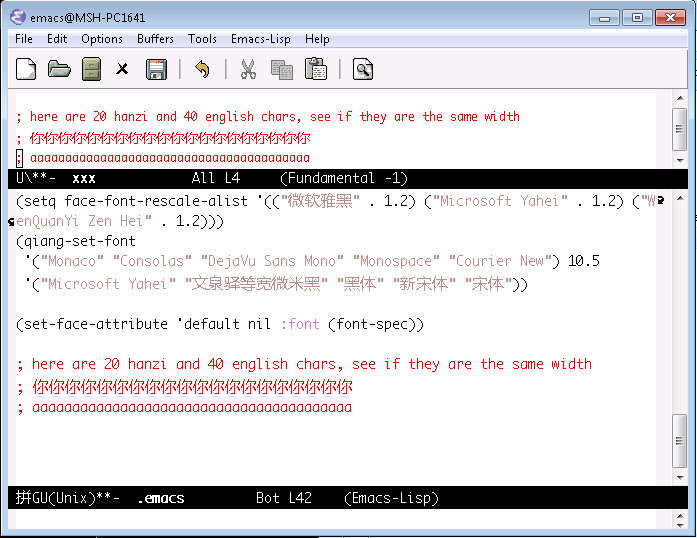 emacs@MSH-PC1641
File Edit Options Buffers Tools Emacs-Lisp Help
; here are 20 hanzi and 40 english chars, see if they are the same width
; 你你你你你你你你你你你你你你你你你你你你
; aaaaaaaaaaaaaaaaaaaaaaaaaaaaaaaaaaaaaaaa
U\**-  xxx            All L4     (Fundamental -1)
(setq face-font-rescale-alist '(("微软雅黑" . 1.2) ("Microsoft Yahei" . 1.2) ("W
enQuanYi Zen Hei" . 1.2)))
(qiang-set-font
 '("Monaco" "Consolas" "DejaVu Sans Mono" "Monospace" "Courier New") 10.5
 '("Microsoft Yahei" "文泉驿等宽微米黑" "黑体" "新宋体" "宋体"))
(set-face-attribute 'default nil :font (font-spec))
; here are 20 hanzi and 40 english chars, see if they are the same width
; 你你你你你你你你你你你你你你你你你你你你
; aaaaaaaaaaaaaaaaaaaaaaaaaaaaaaaaaaaaaaaa
拼GU(Unix)**-  .emacs         Bot L42    (Emacs-Lisp)